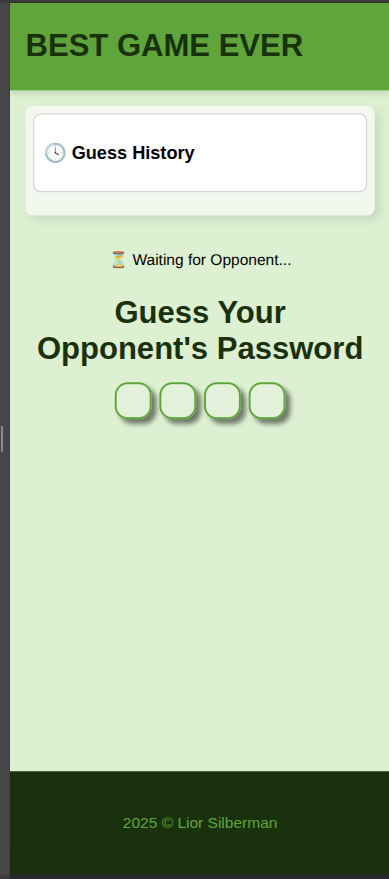 BEST GAME EVER
🕓 Guess History
⏳ Waiting for Opponent...
Guess Your
Opponent's Password
2025 © Lior Silberman